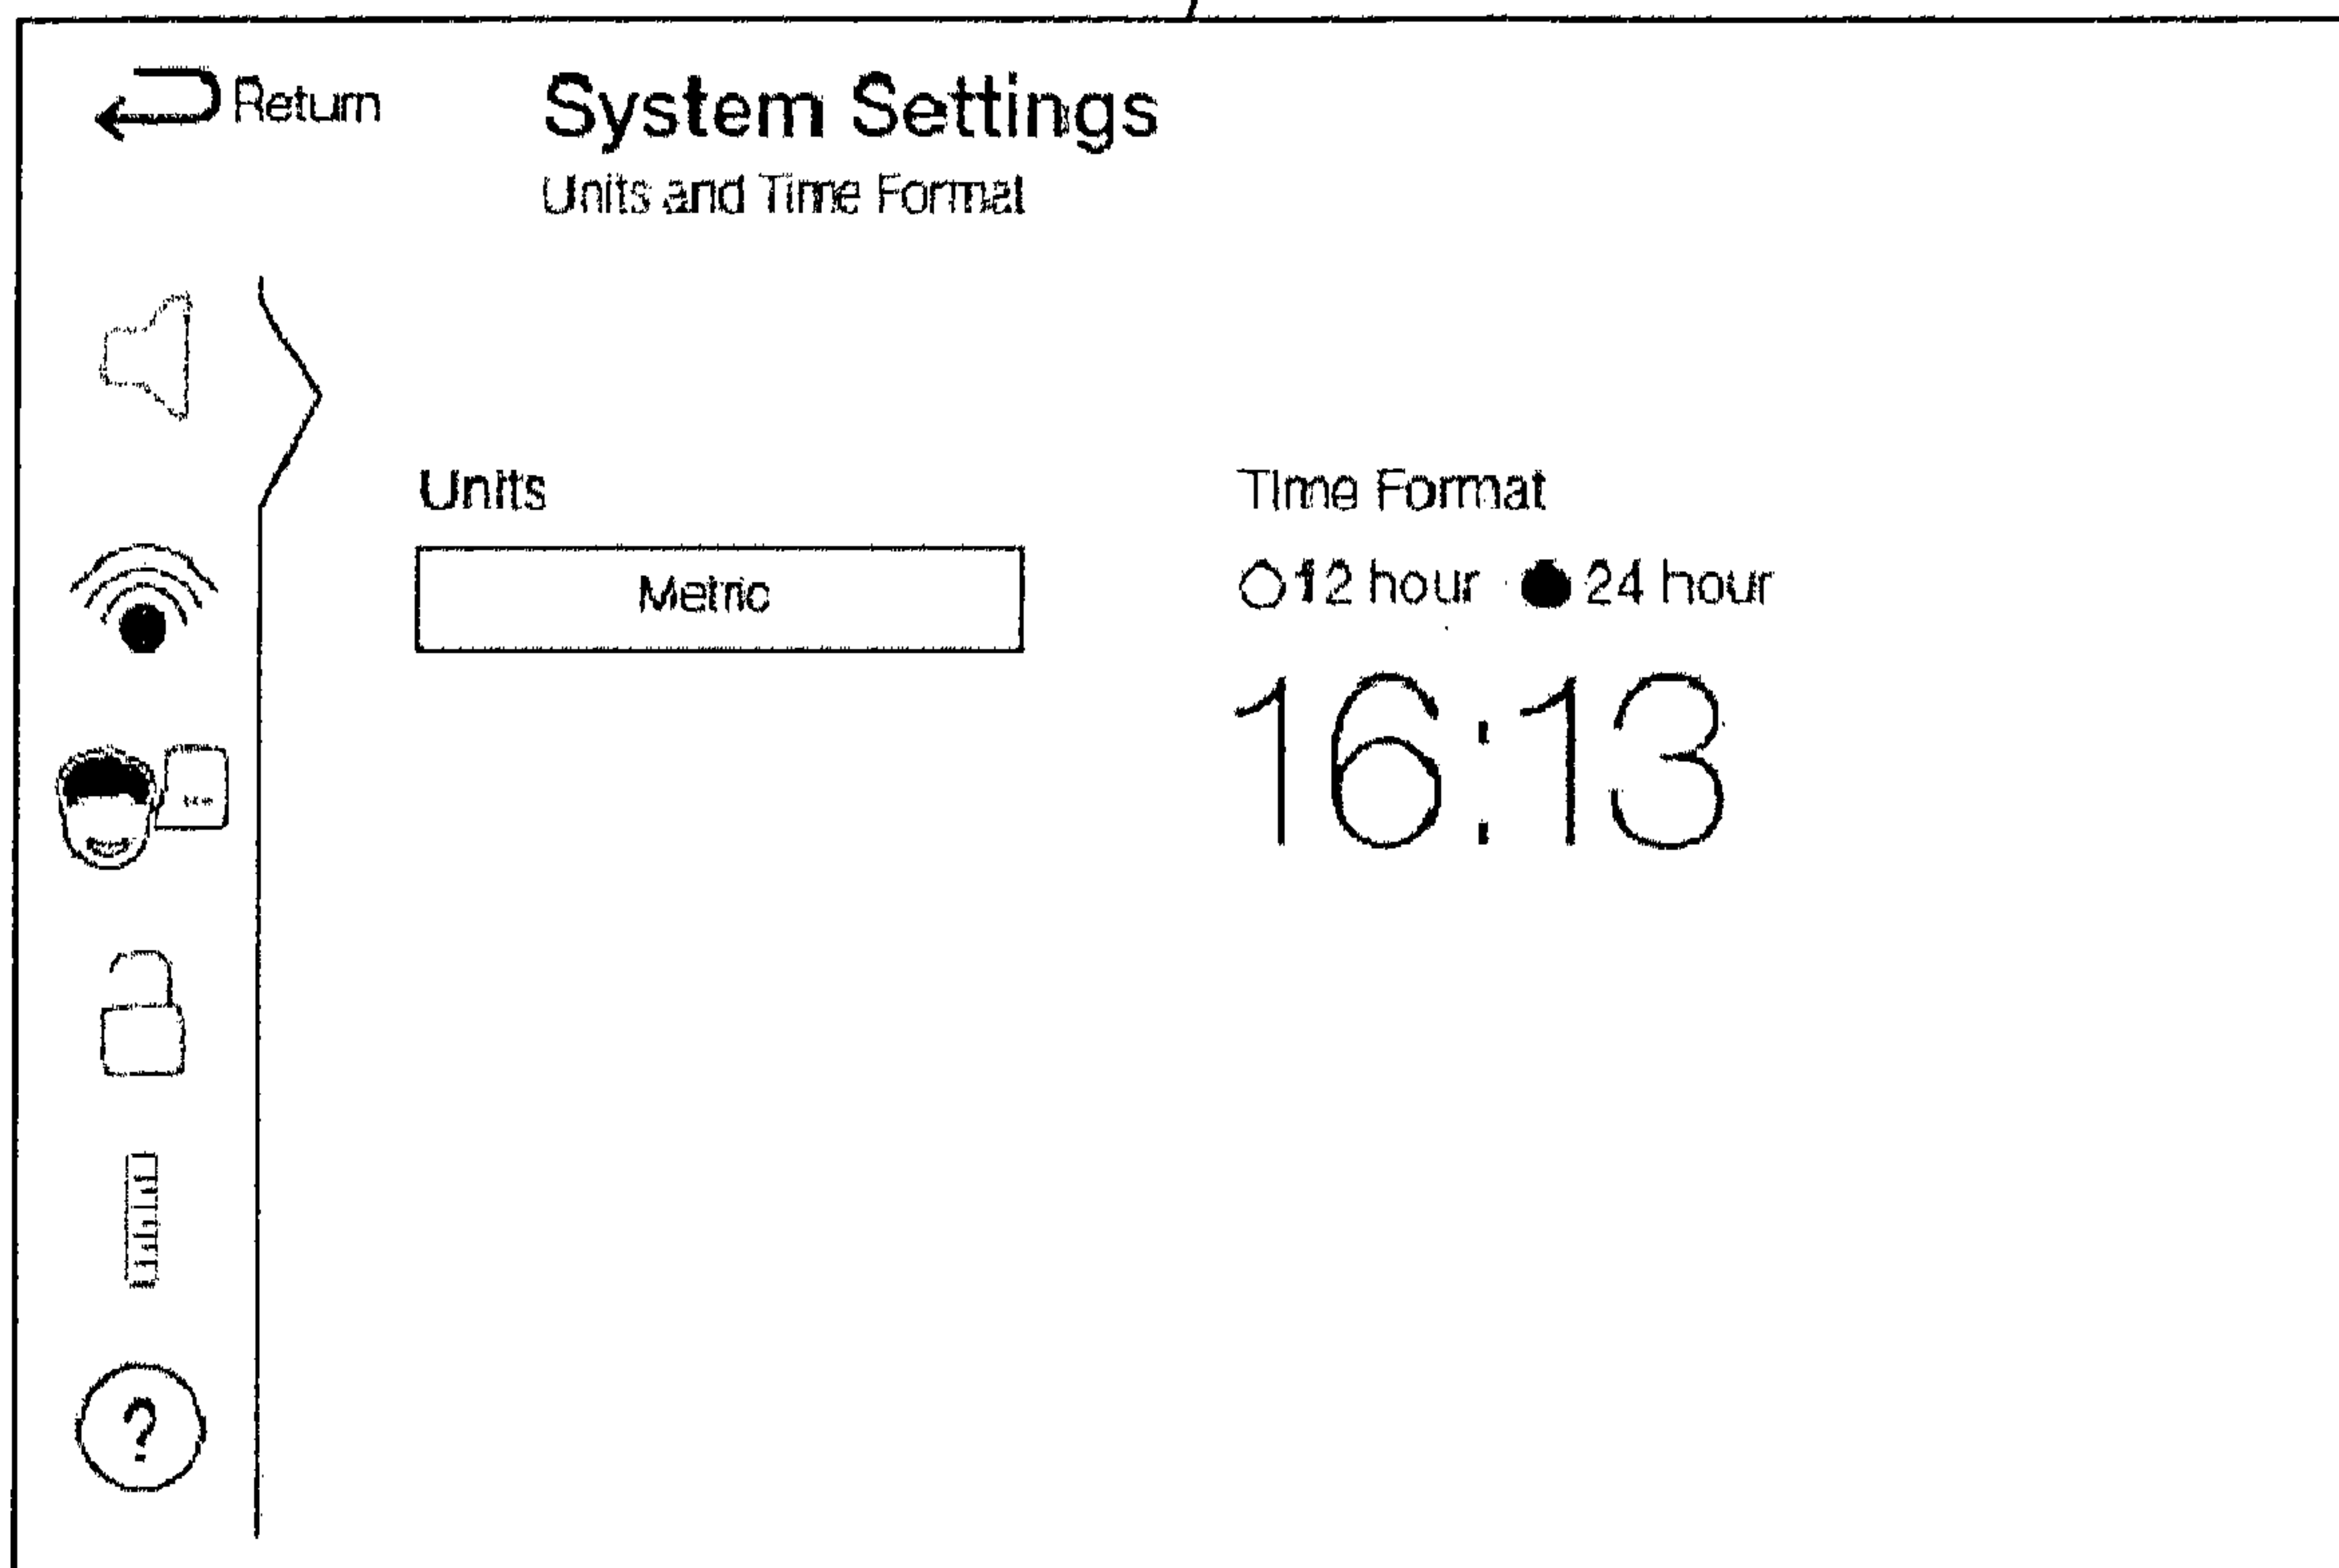 Return
System Settings
Units and Time Format
Units
Metric
Time Format
12 hour 24 hour
16:13
?